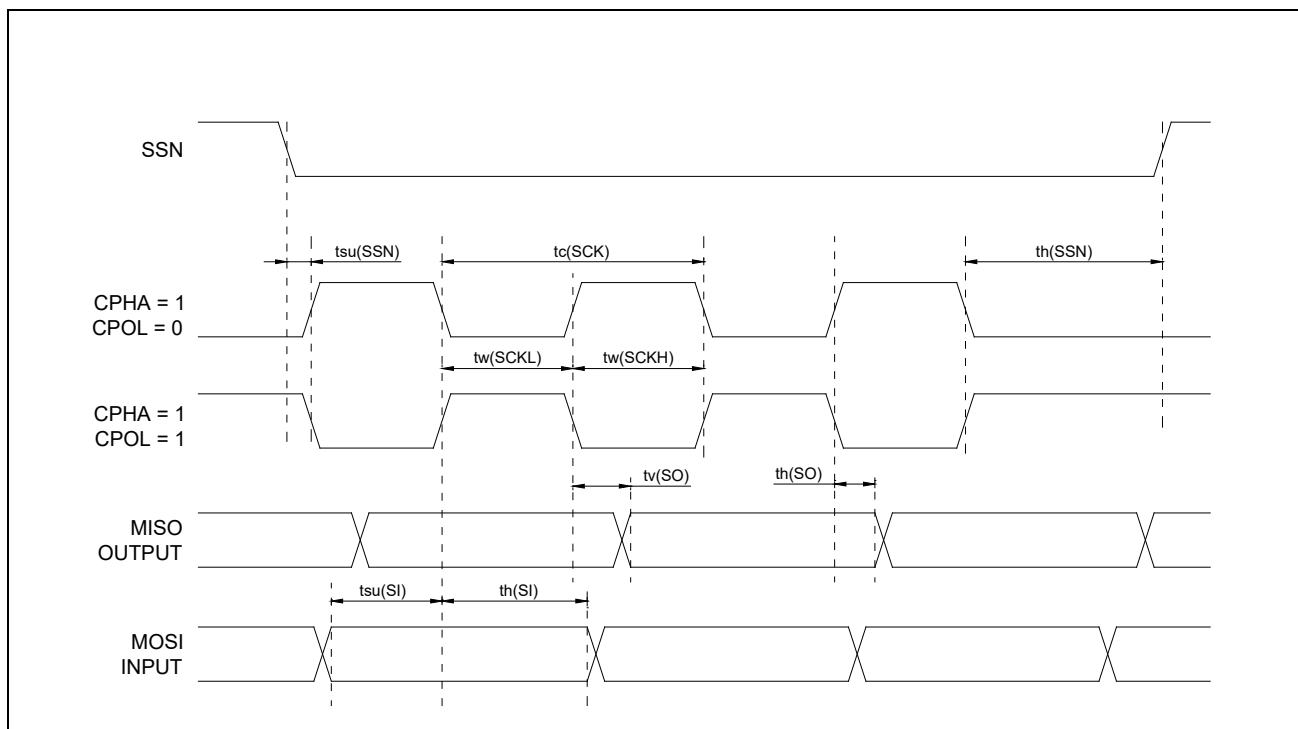 SSN
tsu(SSN)
tc(SCK)
th(SSN)
CPHA = 1
CPOL = 0
tw(SCKL)
tw(SCKH)
CPHA = 1
CPOL = 1
tv(SO)
th(SO)
MISO
OUTPUT
tsu(SI)
th(SI)
MOSI
INPUT